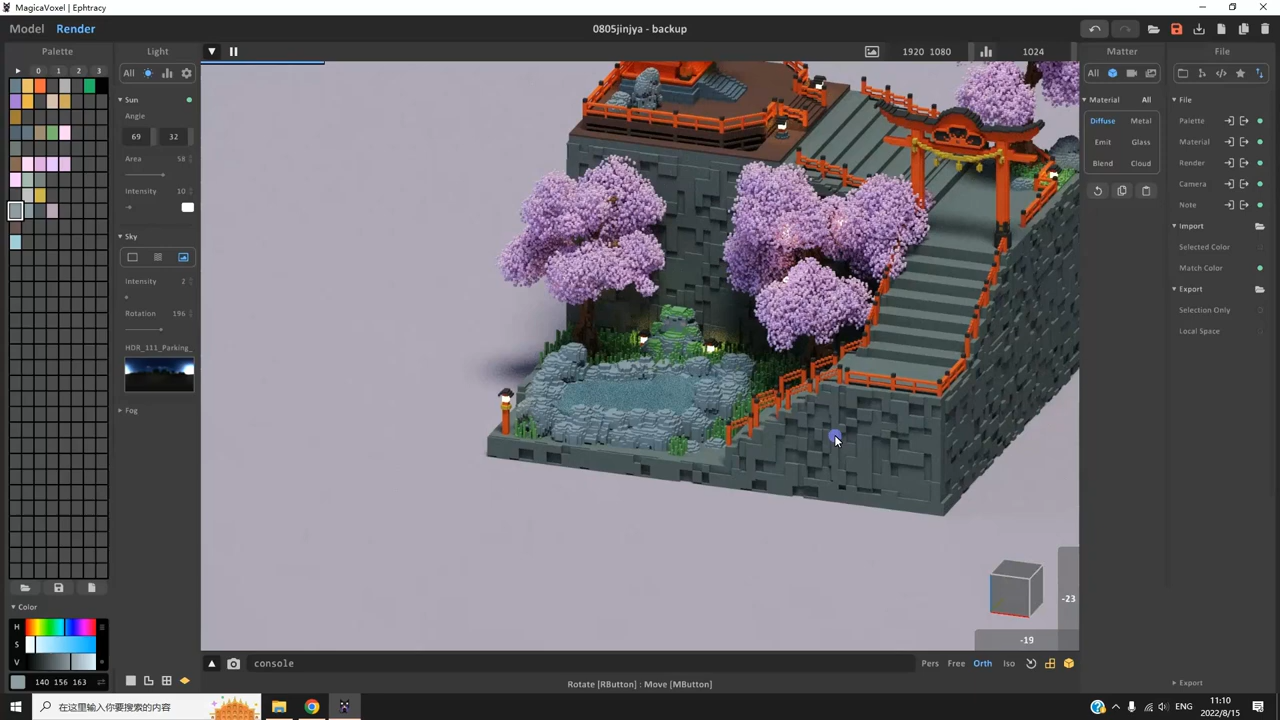 MagicaVoxel | Ephtracy
Model Render
0805jinjya - backup
Palette
0 1 2 3
Color
H
S
V
140 156 163
Light
All
Sun
Angle
69 32
Area 58
Intensity 10
Sky
Intensity 2
Rotation 196
HDR_111_Parking_
Fog
1920 1080
1024
-23
-19
console
Pers Free Orth Iso
Rotate [RButton] : Move [MButton]
Matter
All
Material All
Diffuse Metal
Emit Glass
Blend Cloud
File
File
Palette
Material
Render
Camera
Note
Import
Selected Color
Match Color
Export
Selection Only
Local Space
Export
在这里输入你要搜索的内容
ENG
11:10
2022/8/15